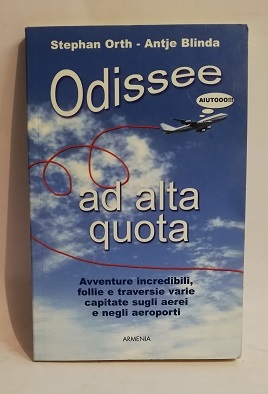 Stephan Orth - Antje Blinda
Odissee
AIUTOOO!!!
ad alta
quota
Avventure incredibili,
follie e traversie varie
capitate sugli aerei
e negli aeroporti
ARMENIA